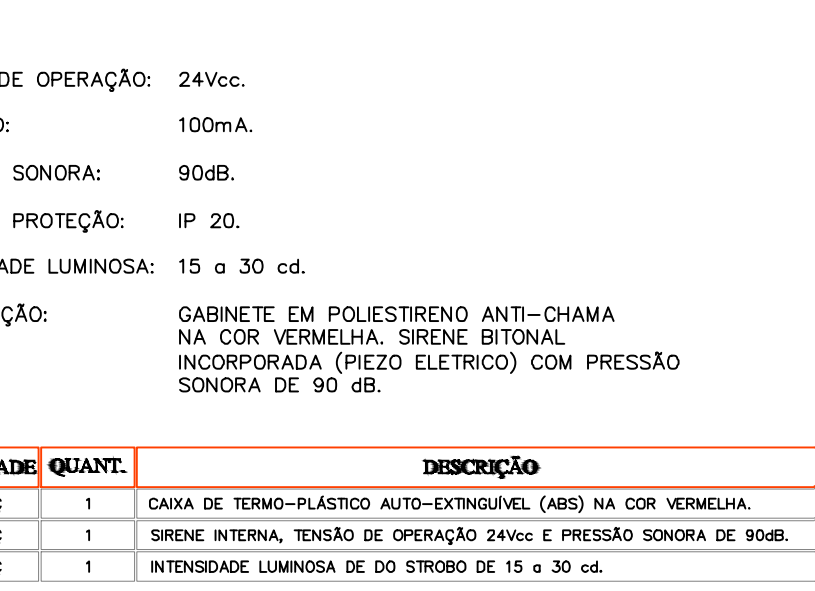 DE OPERAÇÃO: 24Vcc.
O: 100mA.
SONORA: 90dB.
PROTEÇÃO: IP 20.
ADE LUMINOSA: 15 a 30 cd.
ÇÃO: GABINETE EM POLIESTIRENO ANTI-CHAMA
NA COR VERMELHA. SIRENE BITONAL
INCORPORADA (PIEZO ELETRICO) COM PRESSÃO
SONORA DE 90 dB.
ADE QUANT. DESCRIÇÃO
1 CAIXA DE TERMO-PLÁSTICO AUTO-EXTINGUÍVEL (ABS) NA COR VERMELHA.
1 SIRENE INTERNA, TENSÃO DE OPERAÇÃO 24Vcc E PRESSÃO SONORA DE 90dB.
1 INTENSIDADE LUMINOSA DE DO STROBO DE 15 a 30 cd.